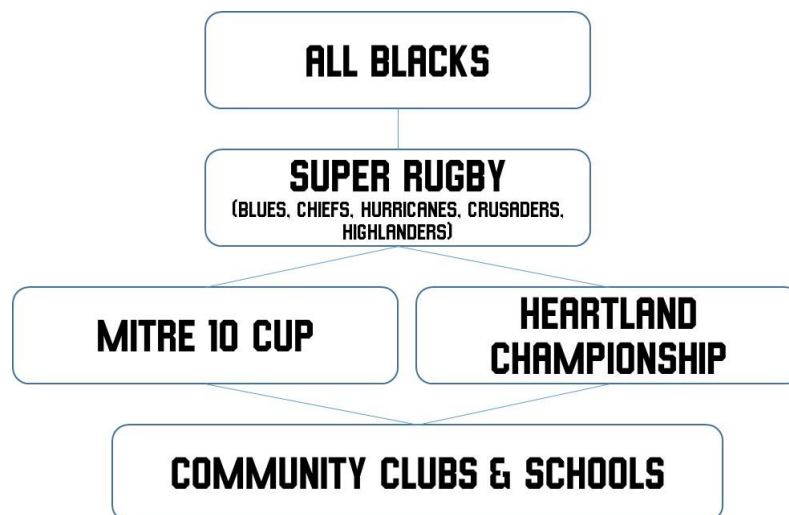 ALL BLACKS
SUPER RUGBY
(BLUES, CHIEFS, HURRICANES, CRUSADERS,
HIGHLANDERS)
MITRE 10 CUP
HEARTLAND
CHAMPIONSHIP
COMMUNITY CLUBS & SCHOOLS